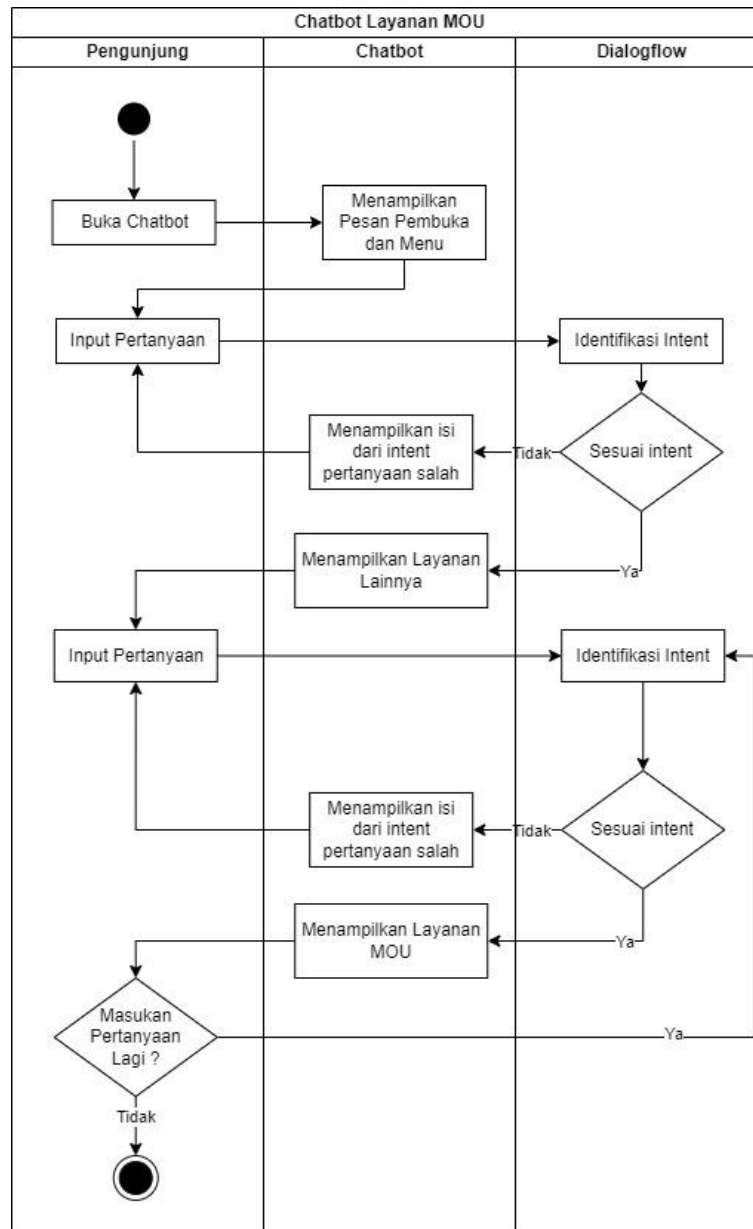 Chatbot Layanan MOU
Pengunjung
Chatbot
Dialogflow
Buka Chatbot
Menampilkan
Pesan Pembuka
dan Menu
Input Pertanyaan
Identifikasi Intent
Menampilkan isi
dari intent
pertanyaan salah
Tidak
Sesuai intent
Menampilkan Layanan
Lainnya
Ya
Input Pertanyaan
Identifikasi Intent
Menampilkan isi
dari intent
pertanyaan salah
Tidak
Sesuai intent
Menampilkan Layanan
MOU
Ya
Masukan
Pertanyaan
Lagi ?
Ya
Tidak